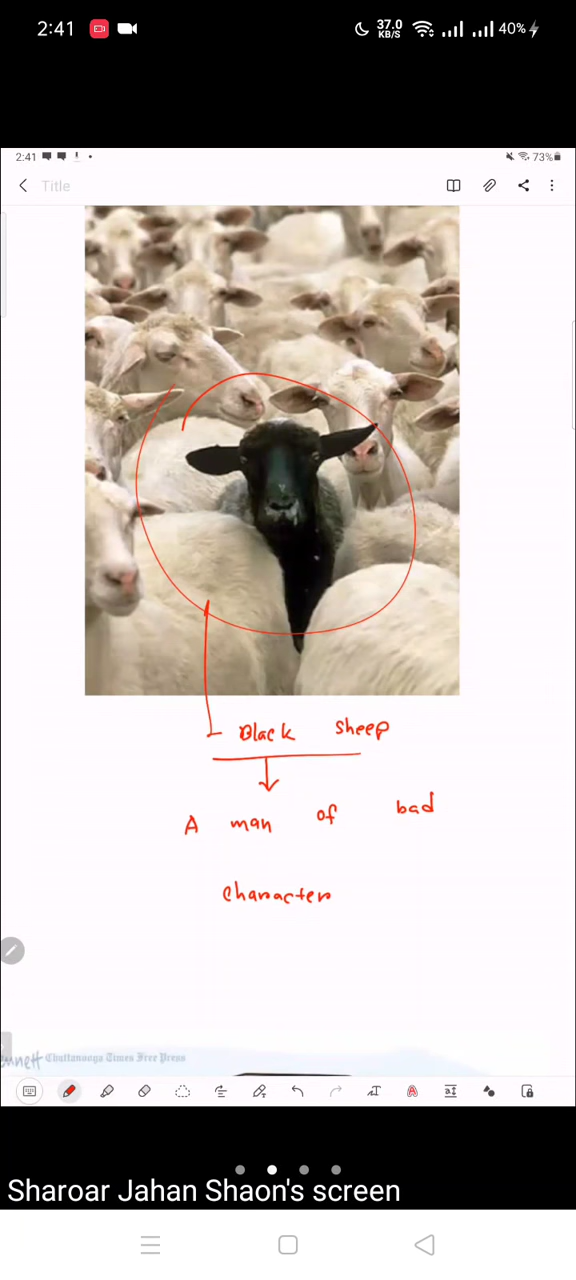 2:41
37.0
KB/S
40%
2:41
73%
Title
Black sheep
A man of bad
character
nnett Chattanooga Times Free Press
Sharoar Jahan Shaon's screen